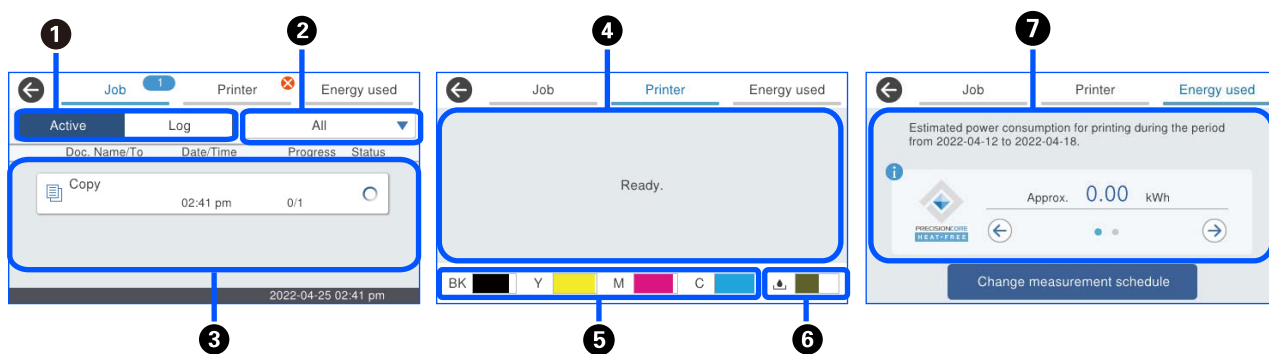 1
2
4
7
Job
1
Printer
Energy used
Active
Log
All
Doc. Name/To
Date/Time
Progress
Status
Copy
02:41 pm
0/1
2022-04-25 02:41 pm
3
Job
Printer
Energy used
Ready.
BK
Y
M
C
5
6
Job
Printer
Energy used
Estimated power consumption for printing during the period
from 2022-04-12 to 2022-04-18.
i
PRECISIONCORE
HEAT-FREE
Approx. 0.00 kWh
Change measurement schedule